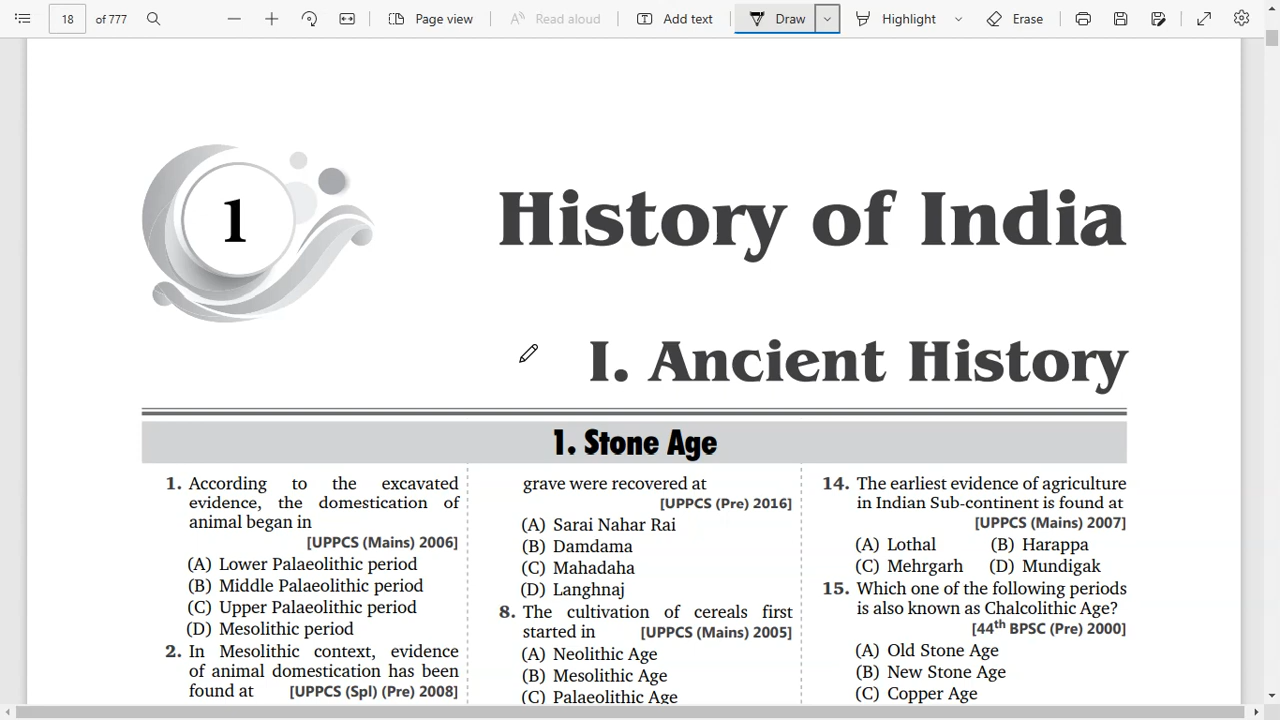 18 of 777 Page view Read aloud Add text Draw Highlight Erase
1
History of India
I. Ancient History
1. Stone Age
1. According to the excavated
evidence, the domestication of
animal began in
[UPPCS (Mains) 2006]
(A) Lower Palaeolithic period
(B) Middle Palaeolithic period
(C) Upper Palaeolithic period
(D) Mesolithic period
2. In Mesolithic context, evidence
of animal domestication has been
found at [UPPCS (Spl) (Pre) 2008]
grave were recovered at
[UPPCS (Pre) 2016]
(A) Sarai Nahar Rai
(B) Damdama
(C) Mahadaha
(D) Langhnaj
8. The cultivation of cereals first
started in [UPPCS (Mains) 2005]
(A) Neolithic Age
(B) Mesolithic Age
(C) Palaeolithic Age
14. The earliest evidence of agriculture
in Indian Sub-continent is found at
[UPPCS (Mains) 2007]
(A) Lothal (B) Harappa
(C) Mehrgarh (D) Mundigak
15. Which one of the following periods
is also known as Chalcolithic Age?
[44th BPSC (Pre) 2000]
(A) Old Stone Age
(B) New Stone Age
(C) Copper Age